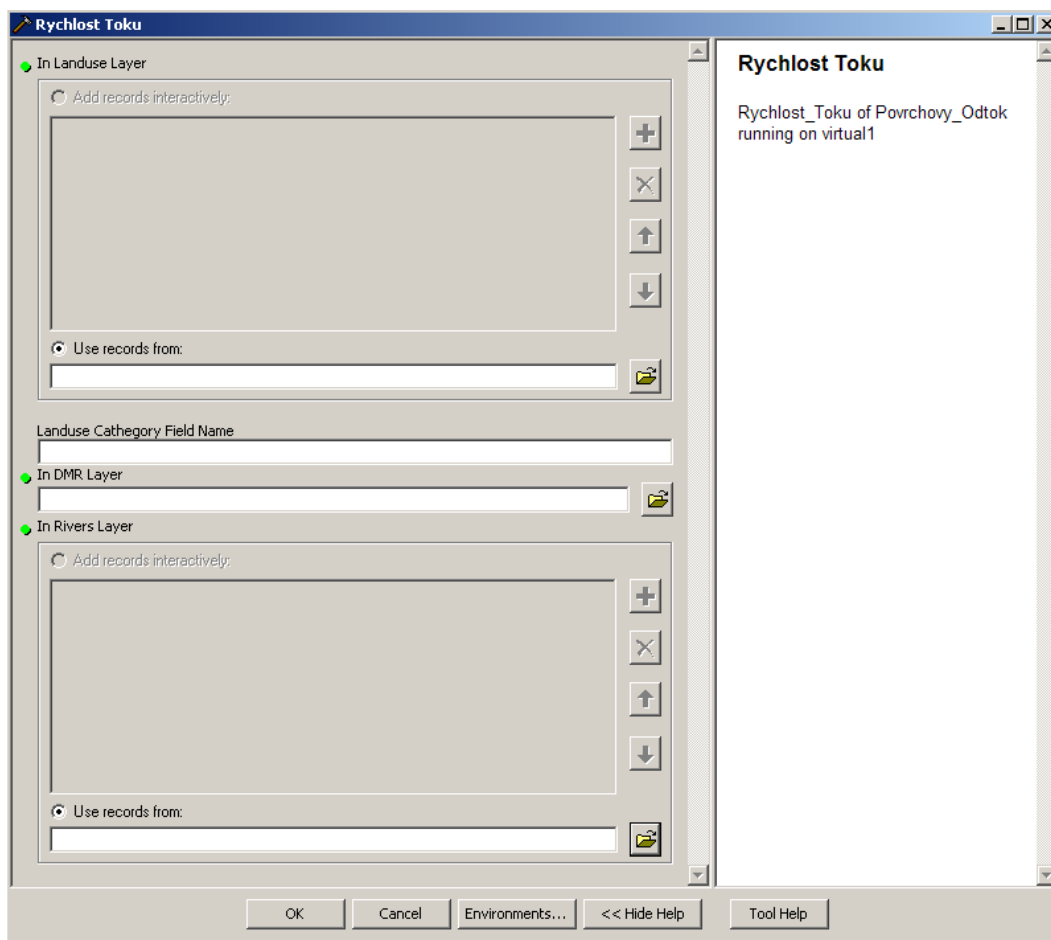 Rychlost Toku
In Landuse Layer
Add records interactively:
Use records from:
Landuse Cathegory Field Name
In DMR Layer
In Rivers Layer
Add records interactively:
Use records from:
Rychlost Toku
Rychlost_Toku of Povrchovy_Odtok
running on virtual1
OK
Cancel
Environments...
<< Hide Help
Tool Help